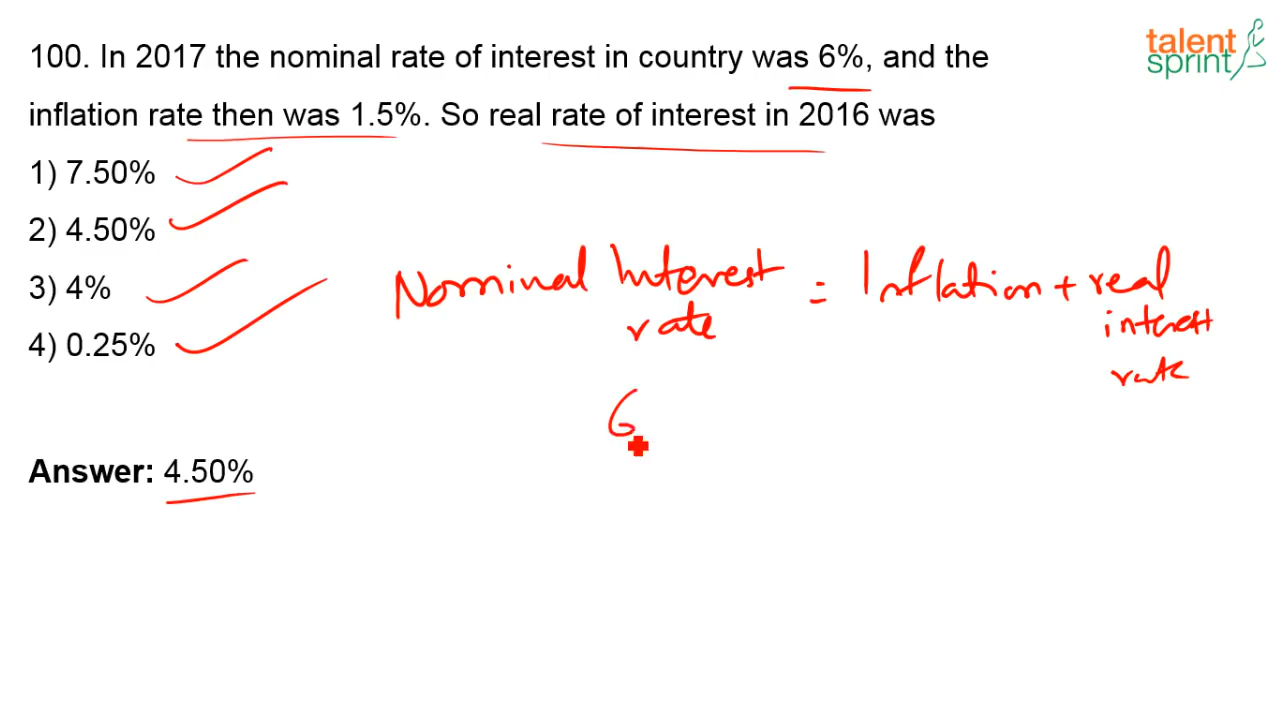 talent
sprint
100. In 2017 the nominal rate of interest in country was 6%, and the
inflation rate then was 1.5%. So real rate of interest in 2016 was
1) 7.50%
2) 4.50%
3) 4%
4) 0.25%
Nominal Interest rate = Inflation + real interest rate
6
Answer: 4.50%